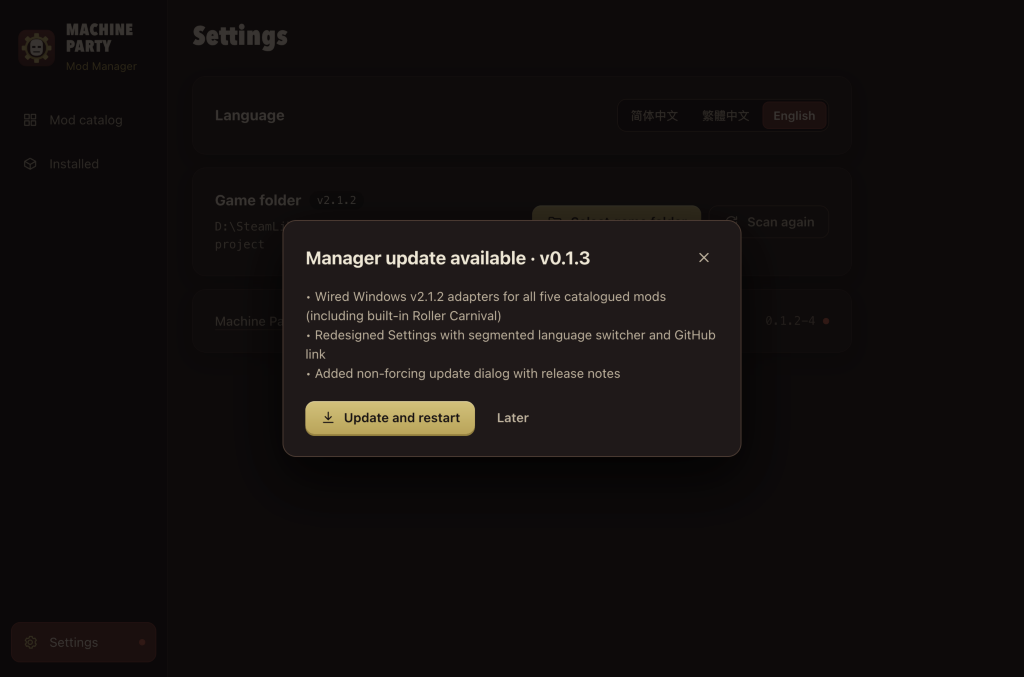 MACHINE
PARTY
Mod Manager
Mod catalog
Installed
Settings
Settings
Language
简体中文 繁體中文 English
Game folder v2.1.2
D:\SteamLi
project
Select game folder
Scan again
Machine Pa
0.1.2-4
Manager update available · v0.1.3
• Wired Windows v2.1.2 adapters for all five catalogued mods
(including built-in Roller Carnival)
• Redesigned Settings with segmented language switcher and GitHub
link
• Added non-forcing update dialog with release notes
Update and restart
Later